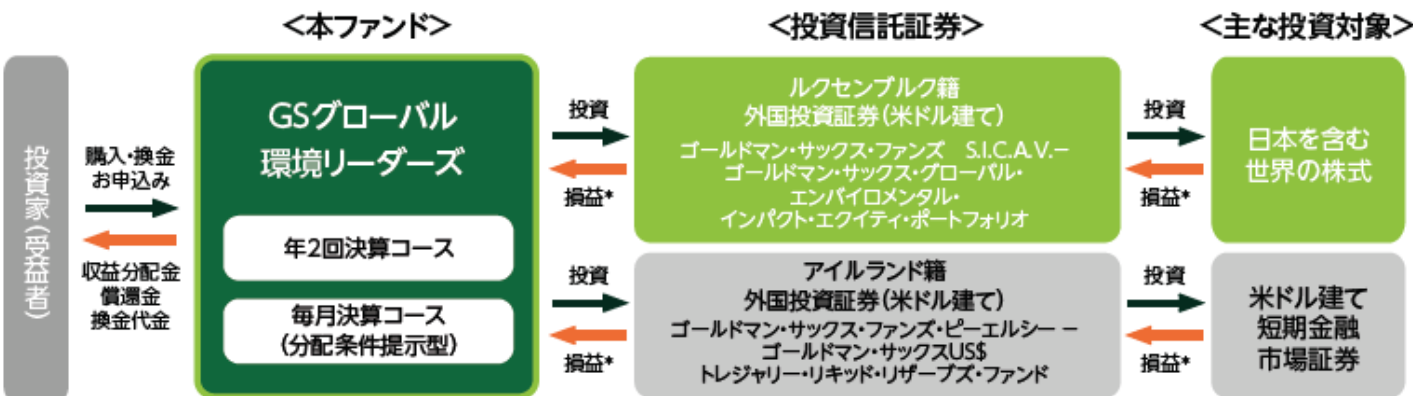 ＜本ファンド＞
＜投資信託証券＞
＜主な投資対象＞
投資家（受益者）
購入・換金
お申込み
収益分配金
償還金
換金代金
GSグローバル
環境リーダーズ
年2回決算コース
毎月決算コース
（分配条件提示型）
投資
損益*
投資
損益*
ルクセンブルク籍
外国投資証券（米ドル建て）
ゴールドマン・サックス・ファンズ　S.I.C.A.V.－
ゴールドマン・サックス・グローバル・
エンバイロメンタル・
インパクト・エクイティ・ポートフォリオ
アイルランド籍
外国投資証券（米ドル建て）
ゴールドマン・サックス・ファンズ・ピーエルシー －
ゴールドマン・サックスUS$
トレジャリー・リキッド・リザーブズ・ファンド
投資
損益*
投資
損益*
日本を含む
世界の株式
米ドル建て
短期金融
市場証券